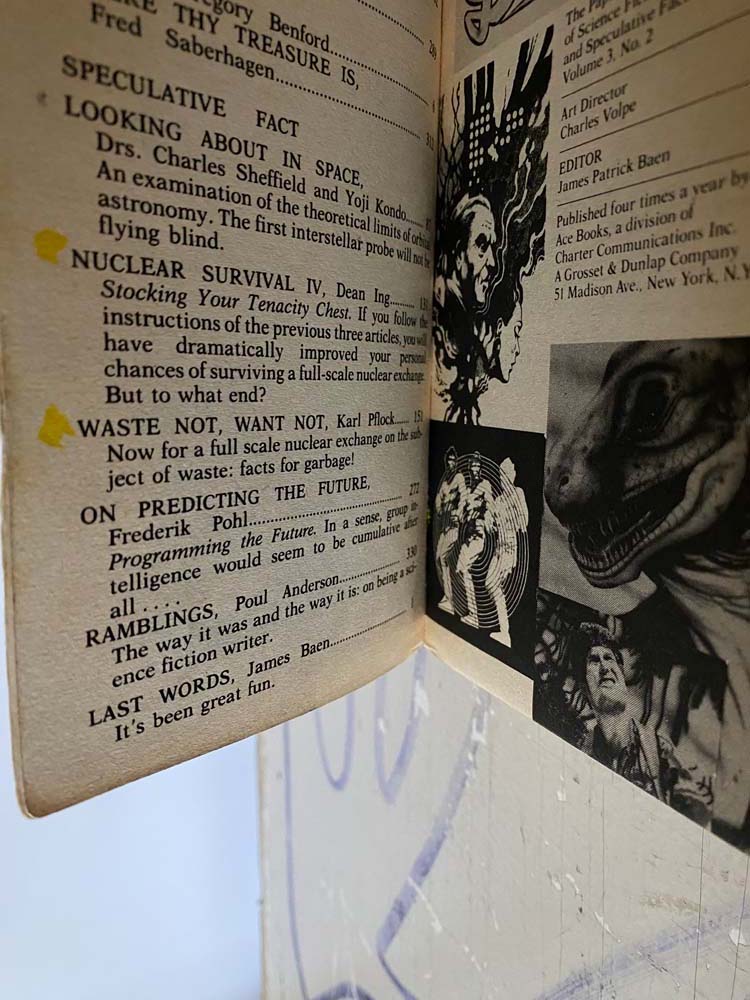 gory Benford
KE THY TREASURE IS,
Fred Saberhagen
SPECULATIVE FACT
LOOKING ABOUT IN SPACE,
Drs. Charles Sheffield and Yoji Kondo
An examination of the theoretical limits of orbital
astronomy. The first interstellar probe will not be
flying blind.
NUCLEAR SURVIVAL IV, Dean Ing.......... 131
Stocking Your Tenacity Chest. If you follow the
instructions of the previous three articles, you will
have dramatically improved your personal
chances of surviving a full-scale nuclear exchange.
But to what end?
WASTE NOT, WANT NOT, Karl Pflock...... 151
Now for a full scale nuclear exchange on the sub-
ject of waste: facts for garbage!
ON PREDICTING THE FUTURE,
Frederik Pohl.............................. 272
Programming the Future. In a sense, group in-
telligence would seem to be cumulative after
all . . . .
RAMBLINGS, Poul Anderson.................. 330
The way it was and the way it is: on being a sci-
ence fiction writer.
LAST WORDS, James Baen..................
It's been great fun.
The
of Science
and Speculative
Volume 3, No. 2
Art Director
Charles Volpe
EDITOR
James Patrick Baen
Published four times a year by
Ace Books, a division of
Charter Communications Inc.
A Grosset & Dunlap Company
51 Madison Ave., New York, N.Y